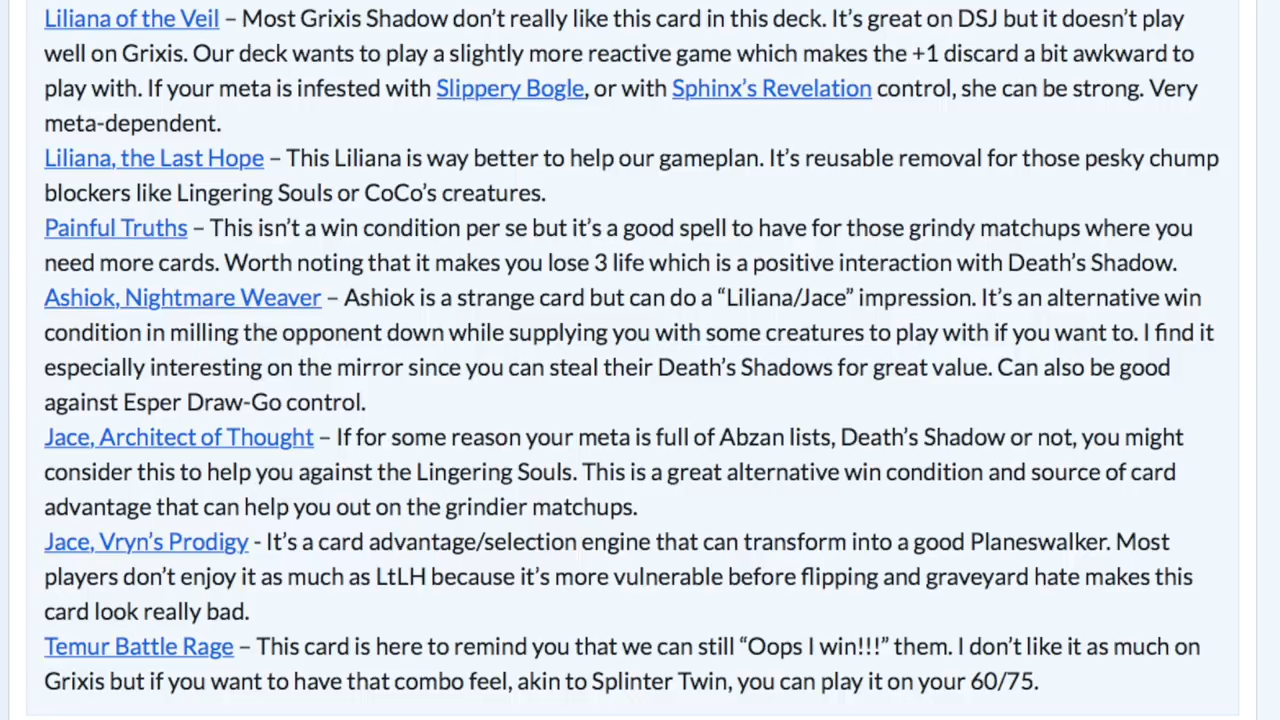 Liliana of the Veil – Most Grixis Shadow don’t really like this card in this deck. It’s great on DSJ but it doesn’t play
well on Grixis. Our deck wants to play a slightly more reactive game which makes the +1 discard a bit awkward to
play with. If your meta is infested with Slippery Bogle, or with Sphinx’s Revelation control, she can be strong. Very
meta-dependent.
Liliana, the Last Hope – This Liliana is way better to help our gameplan. It’s reusable removal for those pesky chump
blockers like Lingering Souls or CoCo’s creatures.
Painful Truths – This isn’t a win condition per se but it’s a good spell to have for those grindy matchups where you
need more cards. Worth noting that it makes you lose 3 life which is a positive interaction with Death’s Shadow.
Ashiok, Nightmare Weaver – Ashiok is a strange card but can do a “Liliana/Jace” impression. It’s an alternative win
condition in milling the opponent down while supplying you with some creatures to play with if you want to. I find it
especially interesting on the mirror since you can steal their Death’s Shadows for great value. Can also be good
against Esper Draw-Go control.
Jace, Architect of Thought – If for some reason your meta is full of Abzan lists, Death’s Shadow or not, you might
consider this to help you against the Lingering Souls. This is a great alternative win condition and source of card
advantage that can help you out on the grindier matchups.
Jace, Vryn’s Prodigy - It’s a card advantage/selection engine that can transform into a good Planeswalker. Most
players don’t enjoy it as much as LtLH because it’s more vulnerable before flipping and graveyard hate makes this
card look really bad.
Temur Battle Rage – This card is here to remind you that we can still “Oops I win!!!” them. I don’t like it as much on
Grixis but if you want to have that combo feel, akin to Splinter Twin, you can play it on your 60/75.